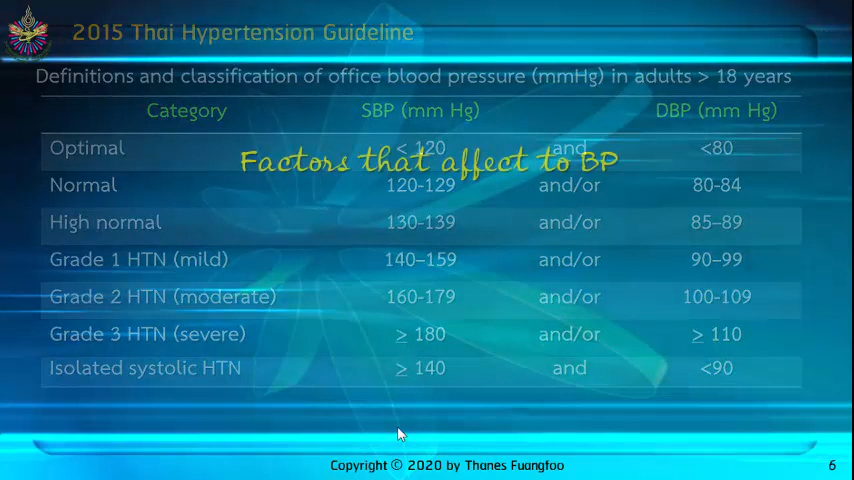 2015 Thai Hypertension Guideline
Definitions and classification of office blood pressure (mmHg) in adults > 18 years
Category SBP (mm Hg) DBP (mm Hg)
Optimal < 120 and <80
Factors that affect to BP
Normal 120-129 and/or 80-84
High normal 130-139 and/or 85–89
Grade 1 HTN (mild) 140–159 and/or 90–99
Grade 2 HTN (moderate) 160-179 and/or 100-109
Grade 3 HTN (severe) ≥ 180 and/or ≥ 110
Isolated systolic HTN ≥ 140 and <90
Copyright © 2020 by Thanes Fuangfoo 6